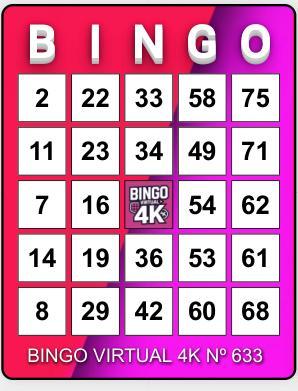 B I N G O
2 22 33 58 75
11 23 34 49 71
7 16 BINGO VIRTUAL 4K 54 62
14 19 36 53 61
8 29 42 60 68
BINGO VIRTUAL 4K Nº 633